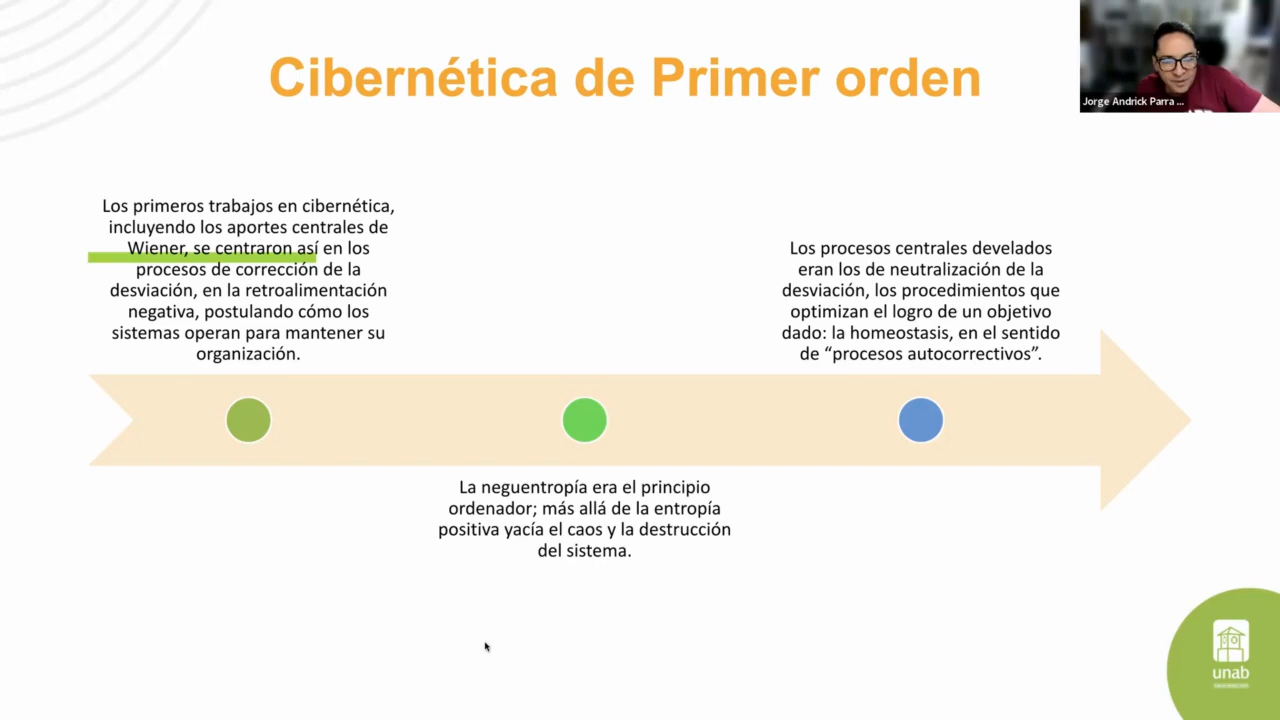 Cibernética de Primer orden
Jorge Andrick Parra ...
Los primeros trabajos en cibernética,
incluyendo los aportes centrales de
Wiener, se centraron así en los
procesos de corrección de la
desviación, en la retroalimentación
negativa, postulando cómo los
sistemas operan para mantener su
organización.
La neguentropía era el principio
ordenador; más allá de la entropía
positiva yacía el caos y la destrucción
del sistema.
Los procesos centrales develados
eran los de neutralización de la
desviación, los procedimientos que
optimizan el logro de un objetivo
dado: la homeostasis, en el sentido
de “procesos autocorrectivos”.
unab